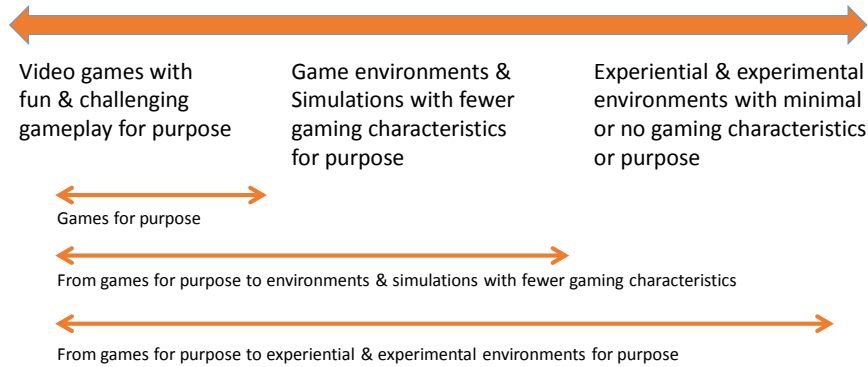 Video games with
fun & challenging
gameplay for purpose
Game environments &
Simulations with fewer
gaming characteristics
for purpose
Experiential & experimental
environments with minimal
or no gaming characteristics
or purpose
Games for purpose
From games for purpose to environments & simulations with fewer gaming characteristics
From games for purpose to experiential & experimental environments for purpose